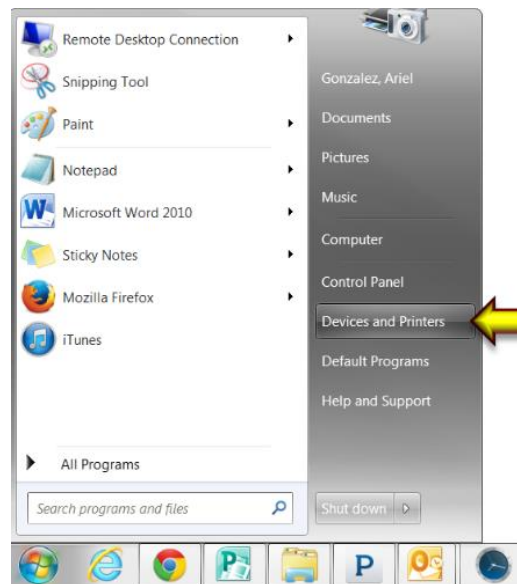 Remote Desktop Connection
Snipping Tool
Paint
Notepad
Microsoft Word 2010
Sticky Notes
Mozilla Firefox
iTunes
All Programs
Search programs and files
Gonzalez, Ariel
Documents
Pictures
Music
Computer
Control Panel
Devices and Printers
Default Programs
Help and Support
Shut down